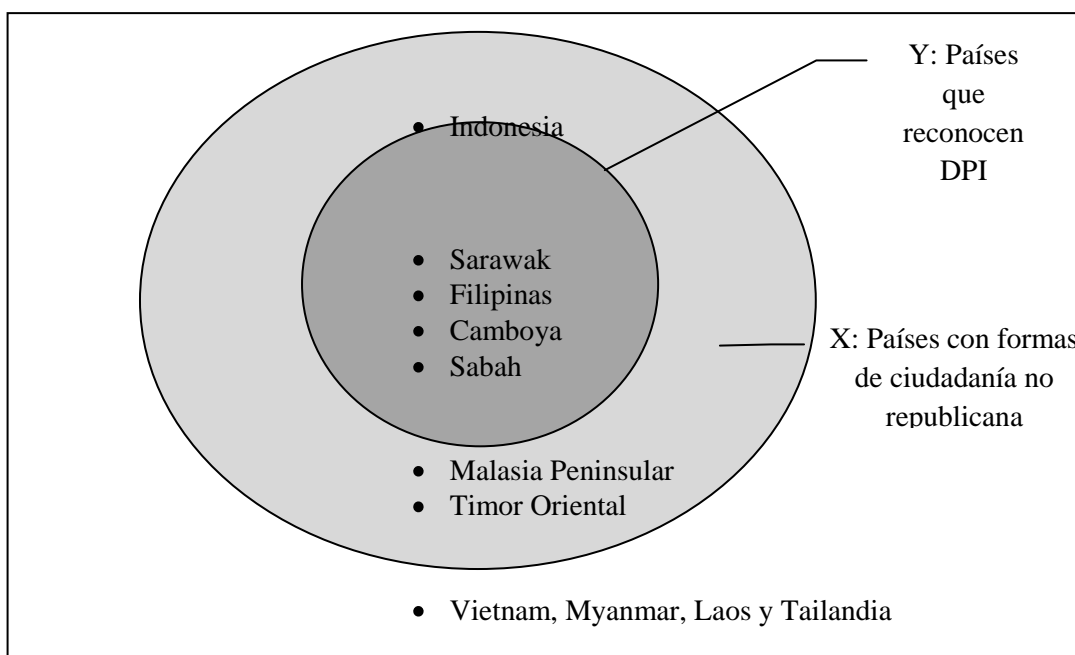 Y: Países
que
reconocen
DPI
• Indonesia
• Sarawak
• Filipinas
• Camboya
• Sabah
X: Países con formas
de ciudadanía no
republicana
• Malasia Peninsular
• Timor Oriental
• Vietnam, Myanmar, Laos y Tailandia